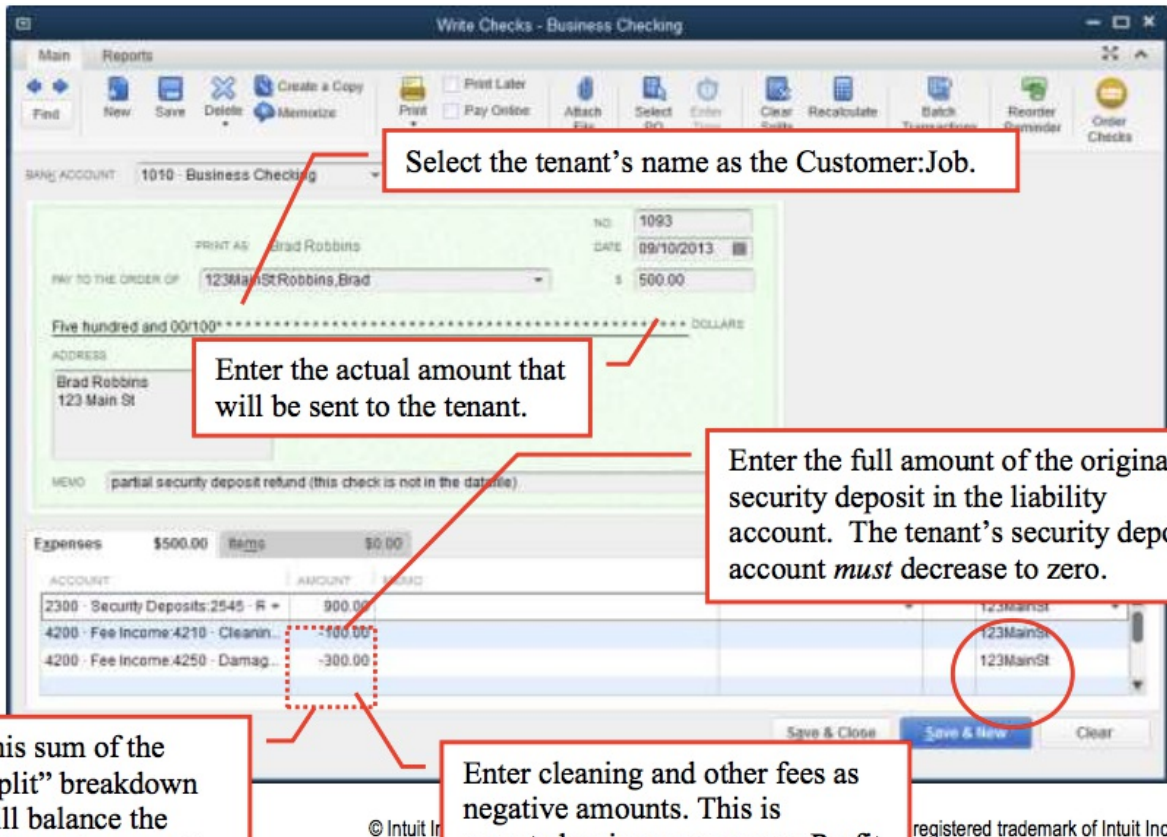 Write Checks - Business Checking
Main Reports
Find New Save Delete Create a Copy Memorize Print Print Later Pay Online Attach File Select PO Enter Time Clear Splits Recalculate Batch Transactions Reorder Reminder Order Checks
Select the tenant’s name as the Customer:Job.
BANK ACCOUNT 1010 · Business Checking
NO. 1093
PRINT AS Brad Robbins DATE 09/10/2013
PAY TO THE ORDER OF 123MainSt:Robbins,Brad $ 500.00
Five hundred and 00/100* * * * * * * * * * * * * * * * * * * * * * * * * * * * * * * * * * * * * * * * * * * * * * * * * * * DOLLARS
ADDRESS
Brad Robbins
123 Main St
Enter the actual amount that
will be sent to the tenant.
MEMO partial security deposit refund (this check is not in the datafile)
Enter the full amount of the origina
security deposit in the liability
account. The tenant’s security depo
account must decrease to zero.
Expenses $500.00 Items $0.00
ACCOUNT AMOUNT MEMO
2300 · Security Deposits:2545 · R 900.00 123MainSt
4200 · Fee Income:4210 · Cleanin... -100.00 123MainSt
4200 · Fee Income:4250 · Damag... -300.00 123MainSt
Save & Close Save & New Clear
his sum of the
plit” breakdown
ll balance the
Enter cleaning and other fees as
negative amounts. This is
© Intuit In
registered trademark of Intuit Inc